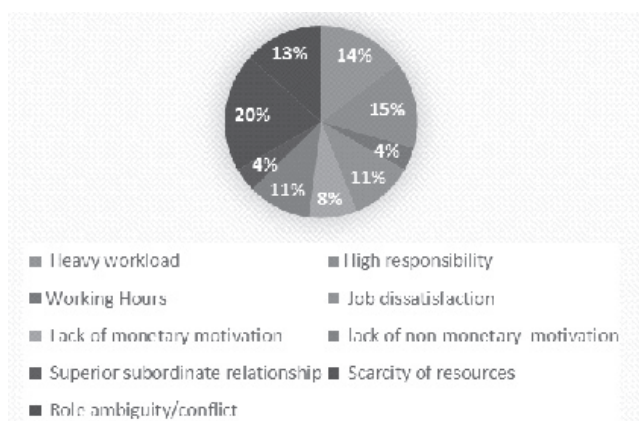 13%
14%
20%
15%
4%
4%
11%
11%
8%
Heavy workload
High responsibility
Working Hours
Job dissatisfaction
Lack of monetary motivation
lack of non monetary motivation
Superior subordinate relationship
Scarcity of resources
Role ambiguity/conflict